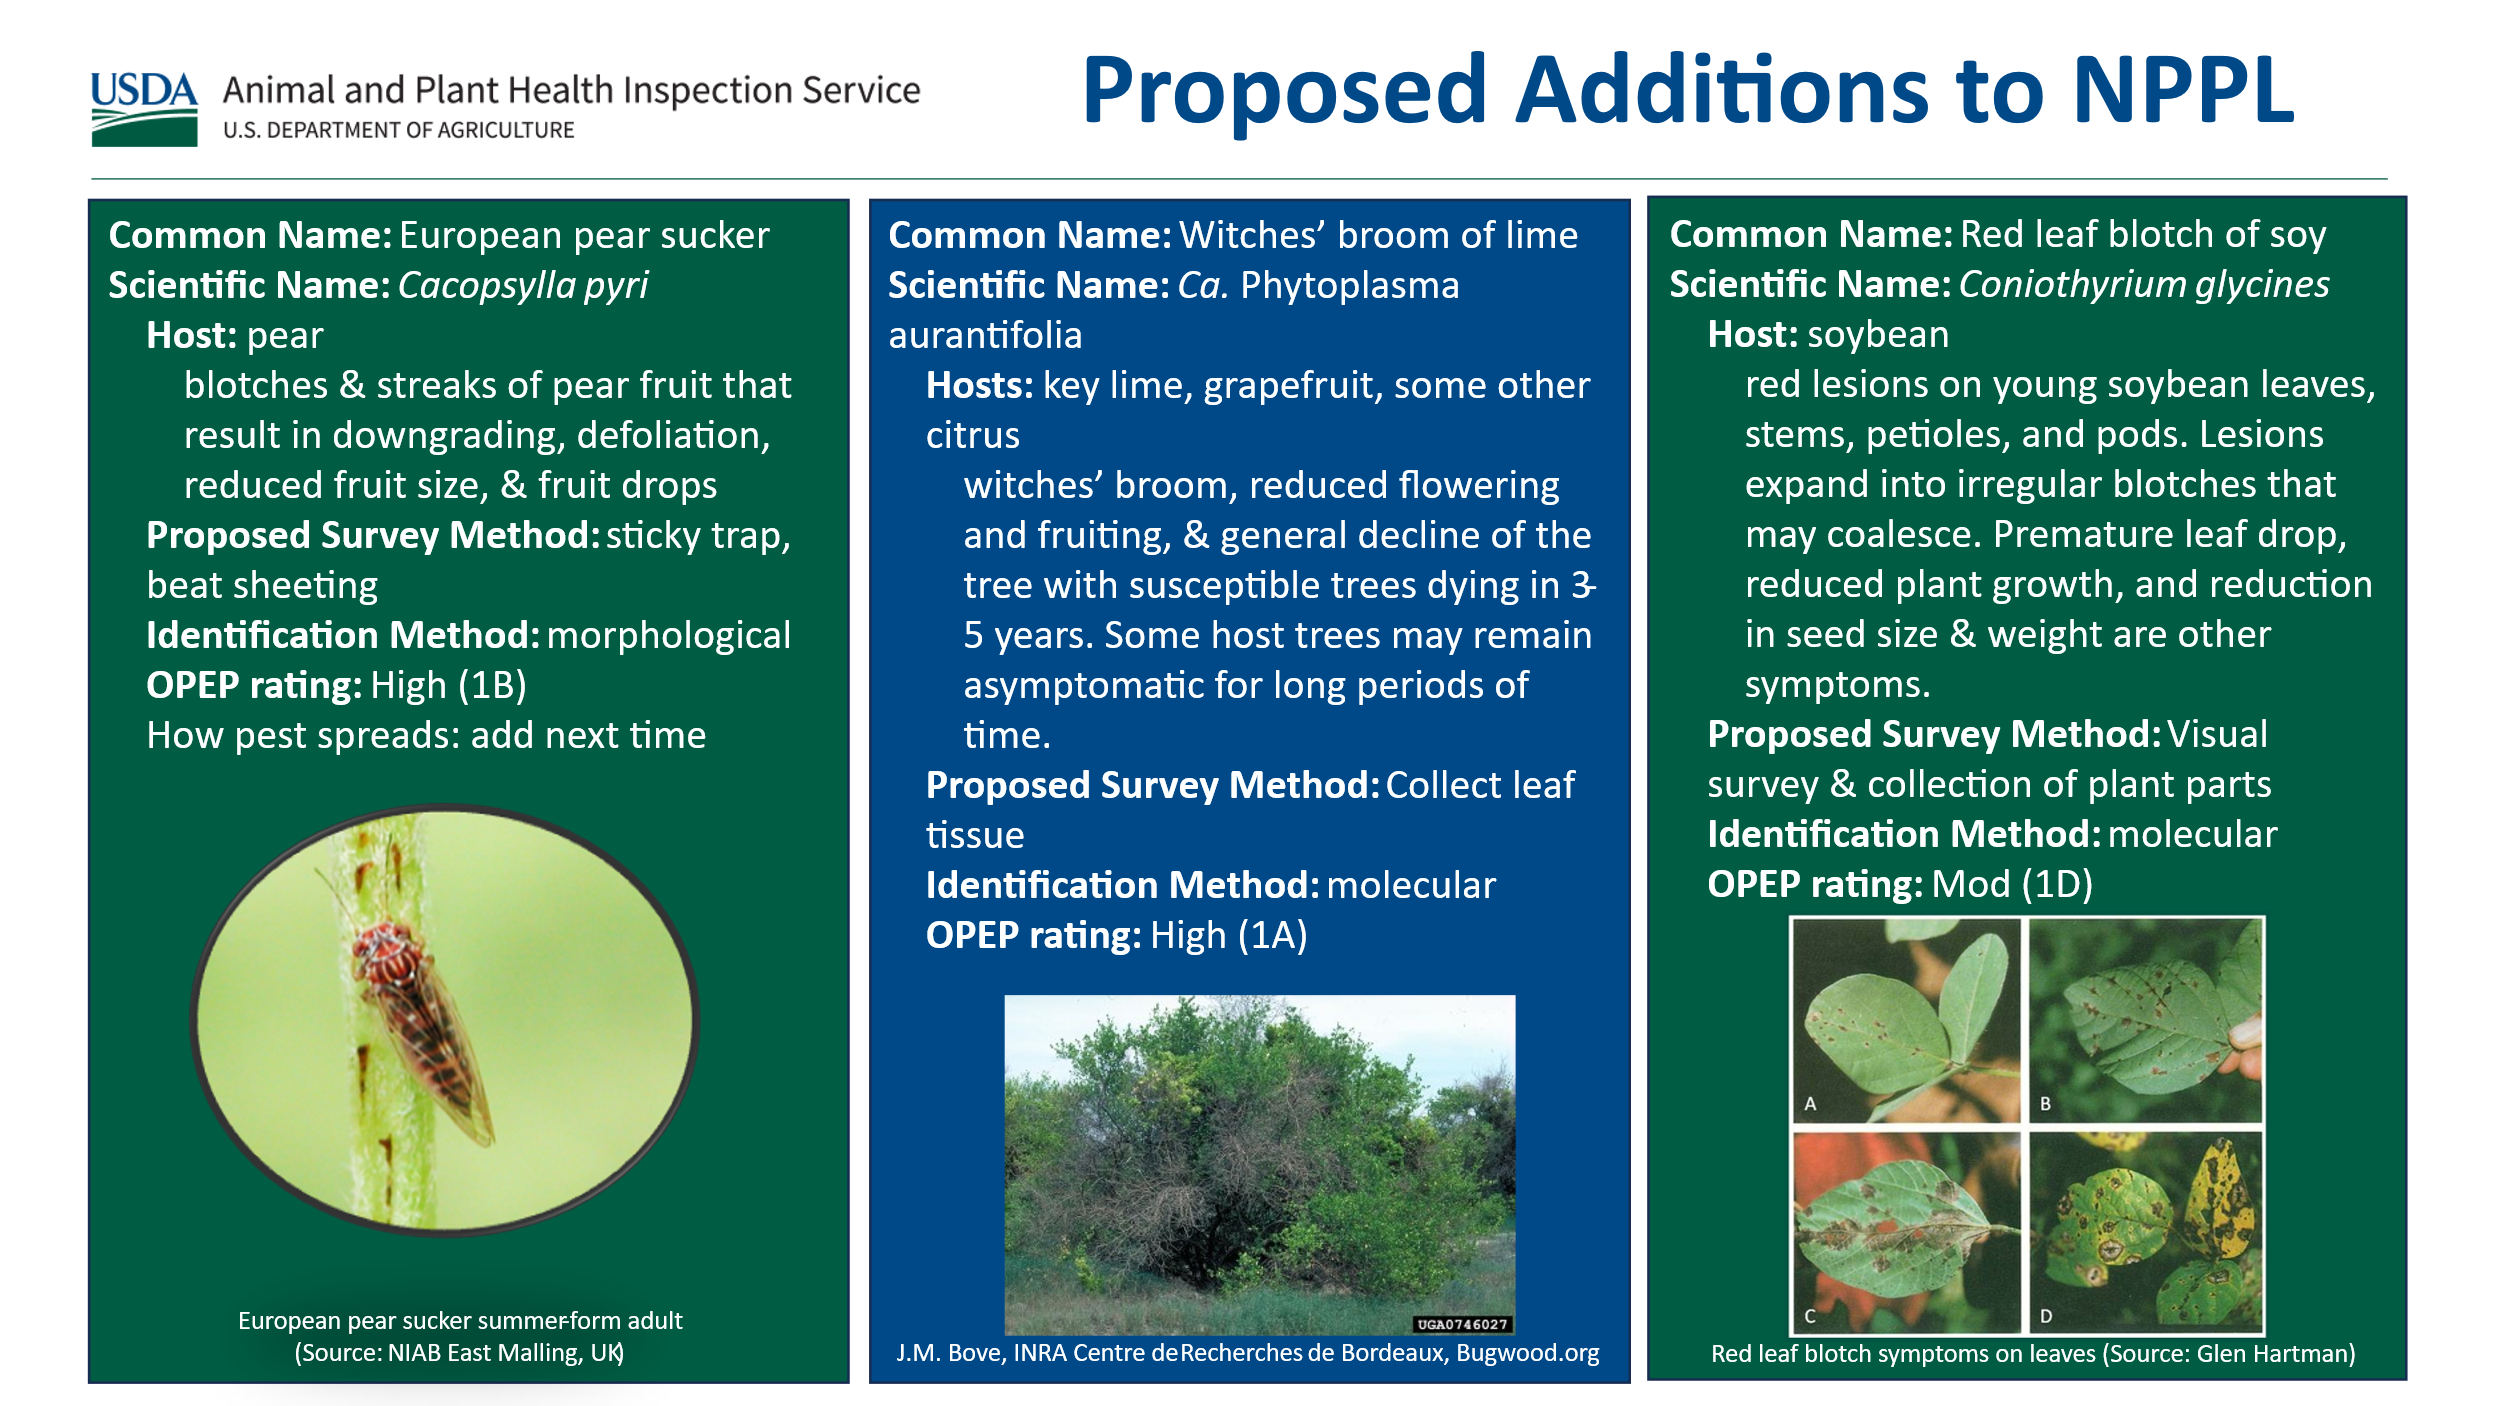 USDA
Animal and Plant Health Inspection Service
U.S. DEPARTMENT OF AGRICULTURE
Proposed Additions to NPPL
Common Name: European pear sucker
Scientific Name: Cacopsylla pyri
Host: pear
blotches & streaks of pear fruit that
result in downgrading, defoliation,
reduced fruit size, & fruit drops
Proposed Survey Method: sticky trap,
beat sheeting
Identification Method: morphological
OPEP rating: High (1B)
How pest spreads: add next time
European pear sucker summer-form adult
(Source: NIAB East Malling, UK)
Common Name: Witches’ broom of lime
Scientific Name: Ca. Phytoplasma
aurantifolia
Hosts: key lime, grapefruit, some other
citrus
witches’ broom, reduced flowering
and fruiting, & general decline of the
tree with susceptible trees dying in 3-
5 years. Some host trees may remain
asymptomatic for long periods of
time.
Proposed Survey Method: Collect leaf
tissue
Identification Method: molecular
OPEP rating: High (1A)
UGA0746027
J.M. Bove, INRA Centre de Recherches de Bordeaux, Bugwood.org
Common Name: Red leaf blotch of soy
Scientific Name: Coniothyrium glycines
Host: soybean
red lesions on young soybean leaves,
stems, petioles, and pods. Lesions
expand into irregular blotches that
may coalesce. Premature leaf drop,
reduced plant growth, and reduction
in seed size & weight are other
symptoms.
Proposed Survey Method: Visual
survey & collection of plant parts
Identification Method: molecular
OPEP rating: Mod (1D)
A
B
C
D
Red leaf blotch symptoms on leaves (Source: Glen Hartman)